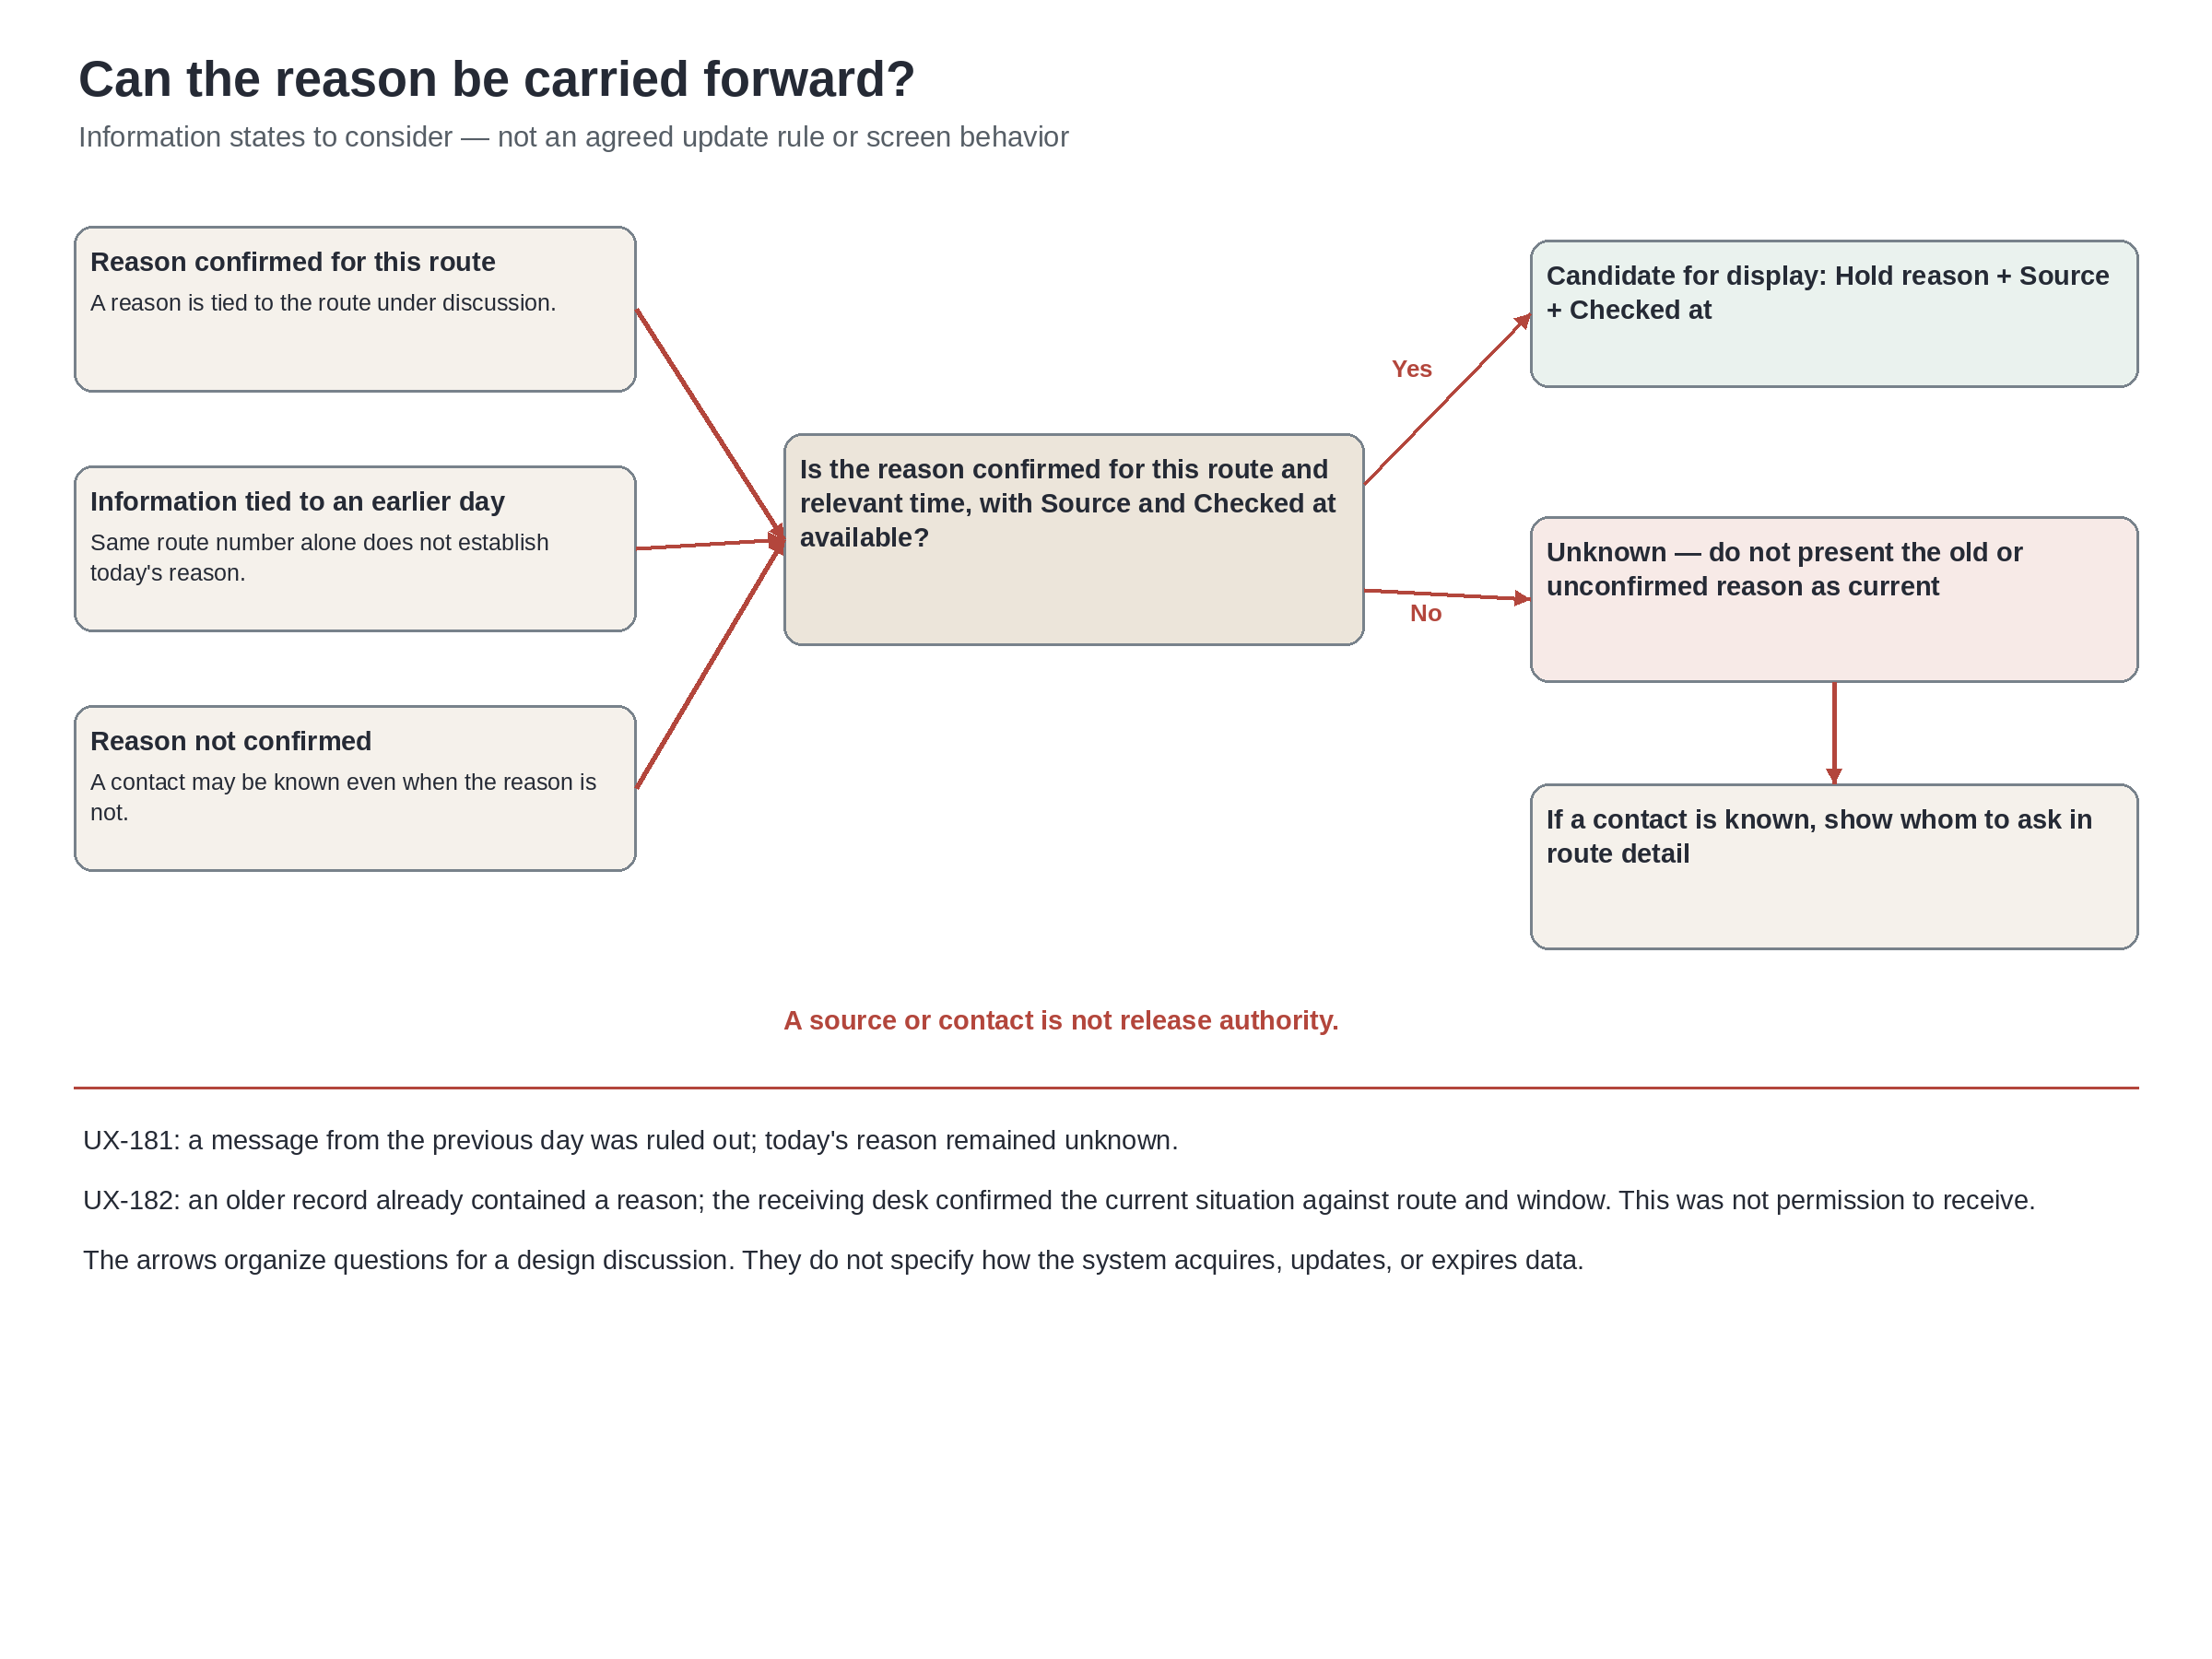 Can the reason be carried forward?
Information states to consider — not an agreed update rule or screen behavior
Reason confirmed for this route
A reason is tied to the route under discussion.
Information tied to an earlier day
Same route number alone does not establish
today's reason.
Reason not confirmed
A contact may be known even when the reason is
not.
Is the reason confirmed for this route and
relevant time, with Source and Checked at
available?
Yes
No
Candidate for display: Hold reason + Source
+ Checked at
Unknown — do not present the old or
unconfirmed reason as current
If a contact is known, show whom to ask in
route detail
A source or contact is not release authority.
UX-181: a message from the previous day was ruled out; today's reason remained unknown.
UX-182: an older record already contained a reason; the receiving desk confirmed the current situation against route and window. This was not permission to receive.
The arrows organize questions for a design discussion. They do not specify how the system acquires, updates, or expires data.